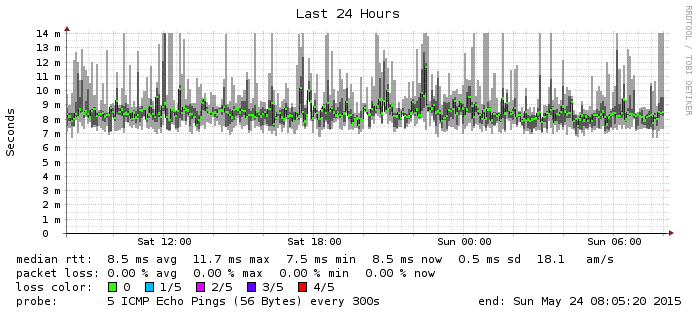 Last 24 Hours
RRDTOOL / TOBI OETIKER
Seconds
14 m
13 m
12 m
11 m
10 m
9 m
8 m
7 m
6 m
5 m
4 m
3 m
2 m
1 m
0
Sat 12:00 Sat 18:00 Sun 00:00 Sun 06:00
median rtt: 8.5 ms avg 11.7 ms max 7.5 ms min 8.5 ms now 0.5 ms sd 18.1 am/s
packet loss: 0.00 % avg 0.00 % max 0.00 % min 0.00 % now
loss color: 0 1/5 2/5 3/5 4/5
probe: 5 ICMP Echo Pings (56 Bytes) every 300s end: Sun May 24 08:05:20 2015